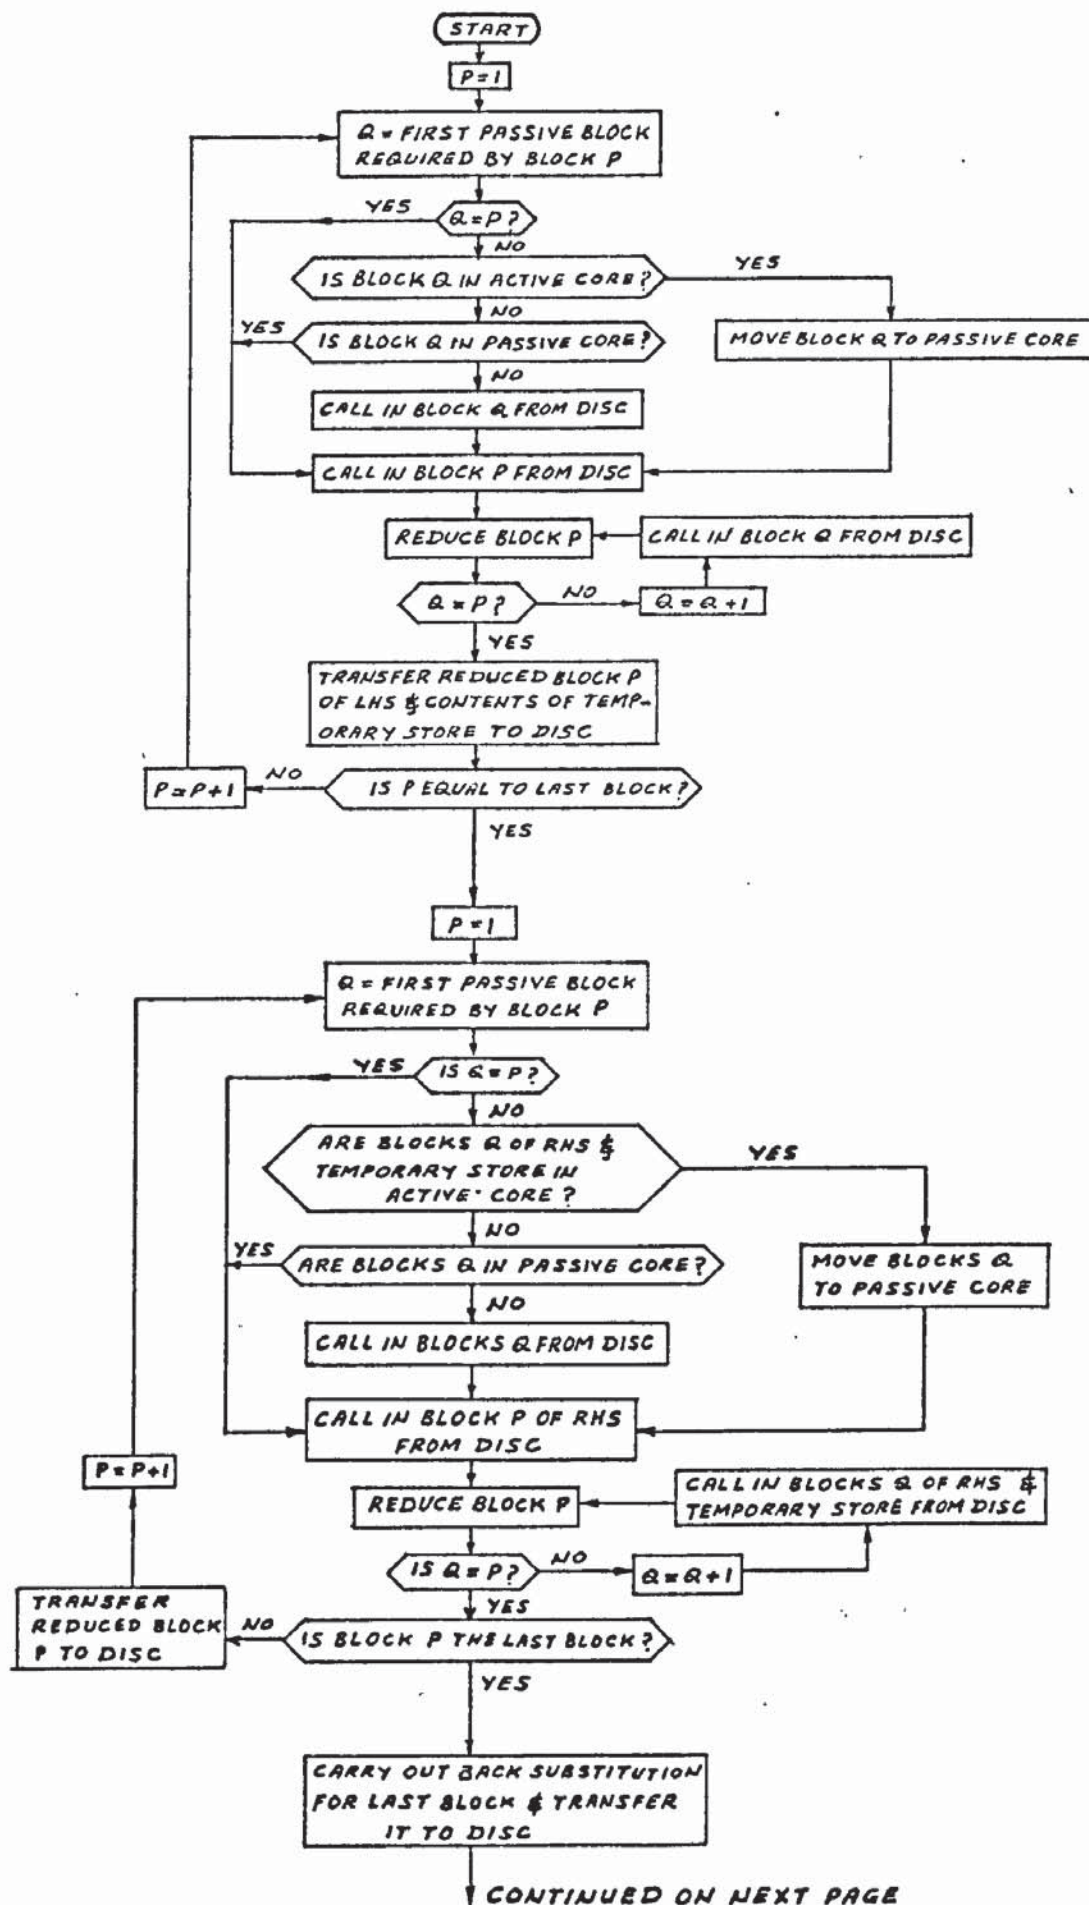 START
P=1
Q = FIRST PASSIVE BLOCK
REQUIRED BY BLOCK P
YES
Q=P?
NO
IS BLOCK Q IN ACTIVE CORE?
YES
NO
YES
IS BLOCK Q IN PASSIVE CORE?
MOVE BLOCK Q TO PASSIVE CORE
NO
CALL IN BLOCK Q FROM DISC
CALL IN BLOCK P FROM DISC
REDUCE BLOCK P
CALL IN BLOCK Q FROM DISC
Q=P?
NO
Q = Q+1
YES
TRANSFER REDUCED BLOCK P
OF LHS & CONTENTS OF TEMP-
ORARY STORE TO DISC
P=P+1
NO
IS P EQUAL TO LAST BLOCK?
YES
P=1
Q = FIRST PASSIVE BLOCK
REQUIRED BY BLOCK P
YES
IS Q=P?
NO
ARE BLOCKS Q OF RHS &
TEMPORARY STORE IN
ACTIVE CORE?
YES
NO
YES
ARE BLOCKS Q IN PASSIVE CORE?
MOVE BLOCKS Q
TO PASSIVE CORE
NO
CALL IN BLOCKS Q FROM DISC
CALL IN BLOCK P OF RHS
FROM DISC
P=P+1
REDUCE BLOCK P
CALL IN BLOCKS Q OF RHS &
TEMPORARY STORE FROM DISC
IS Q=P?
NO
Q=Q+1
YES
TRANSFER
REDUCED BLOCK
P TO DISC
NO
IS BLOCK P THE LAST BLOCK?
YES
CARRY OUT BACK SUBSTITUTION
FOR LAST BLOCK & TRANSFER
IT TO DISC
CONTINUED ON NEXT PAGE